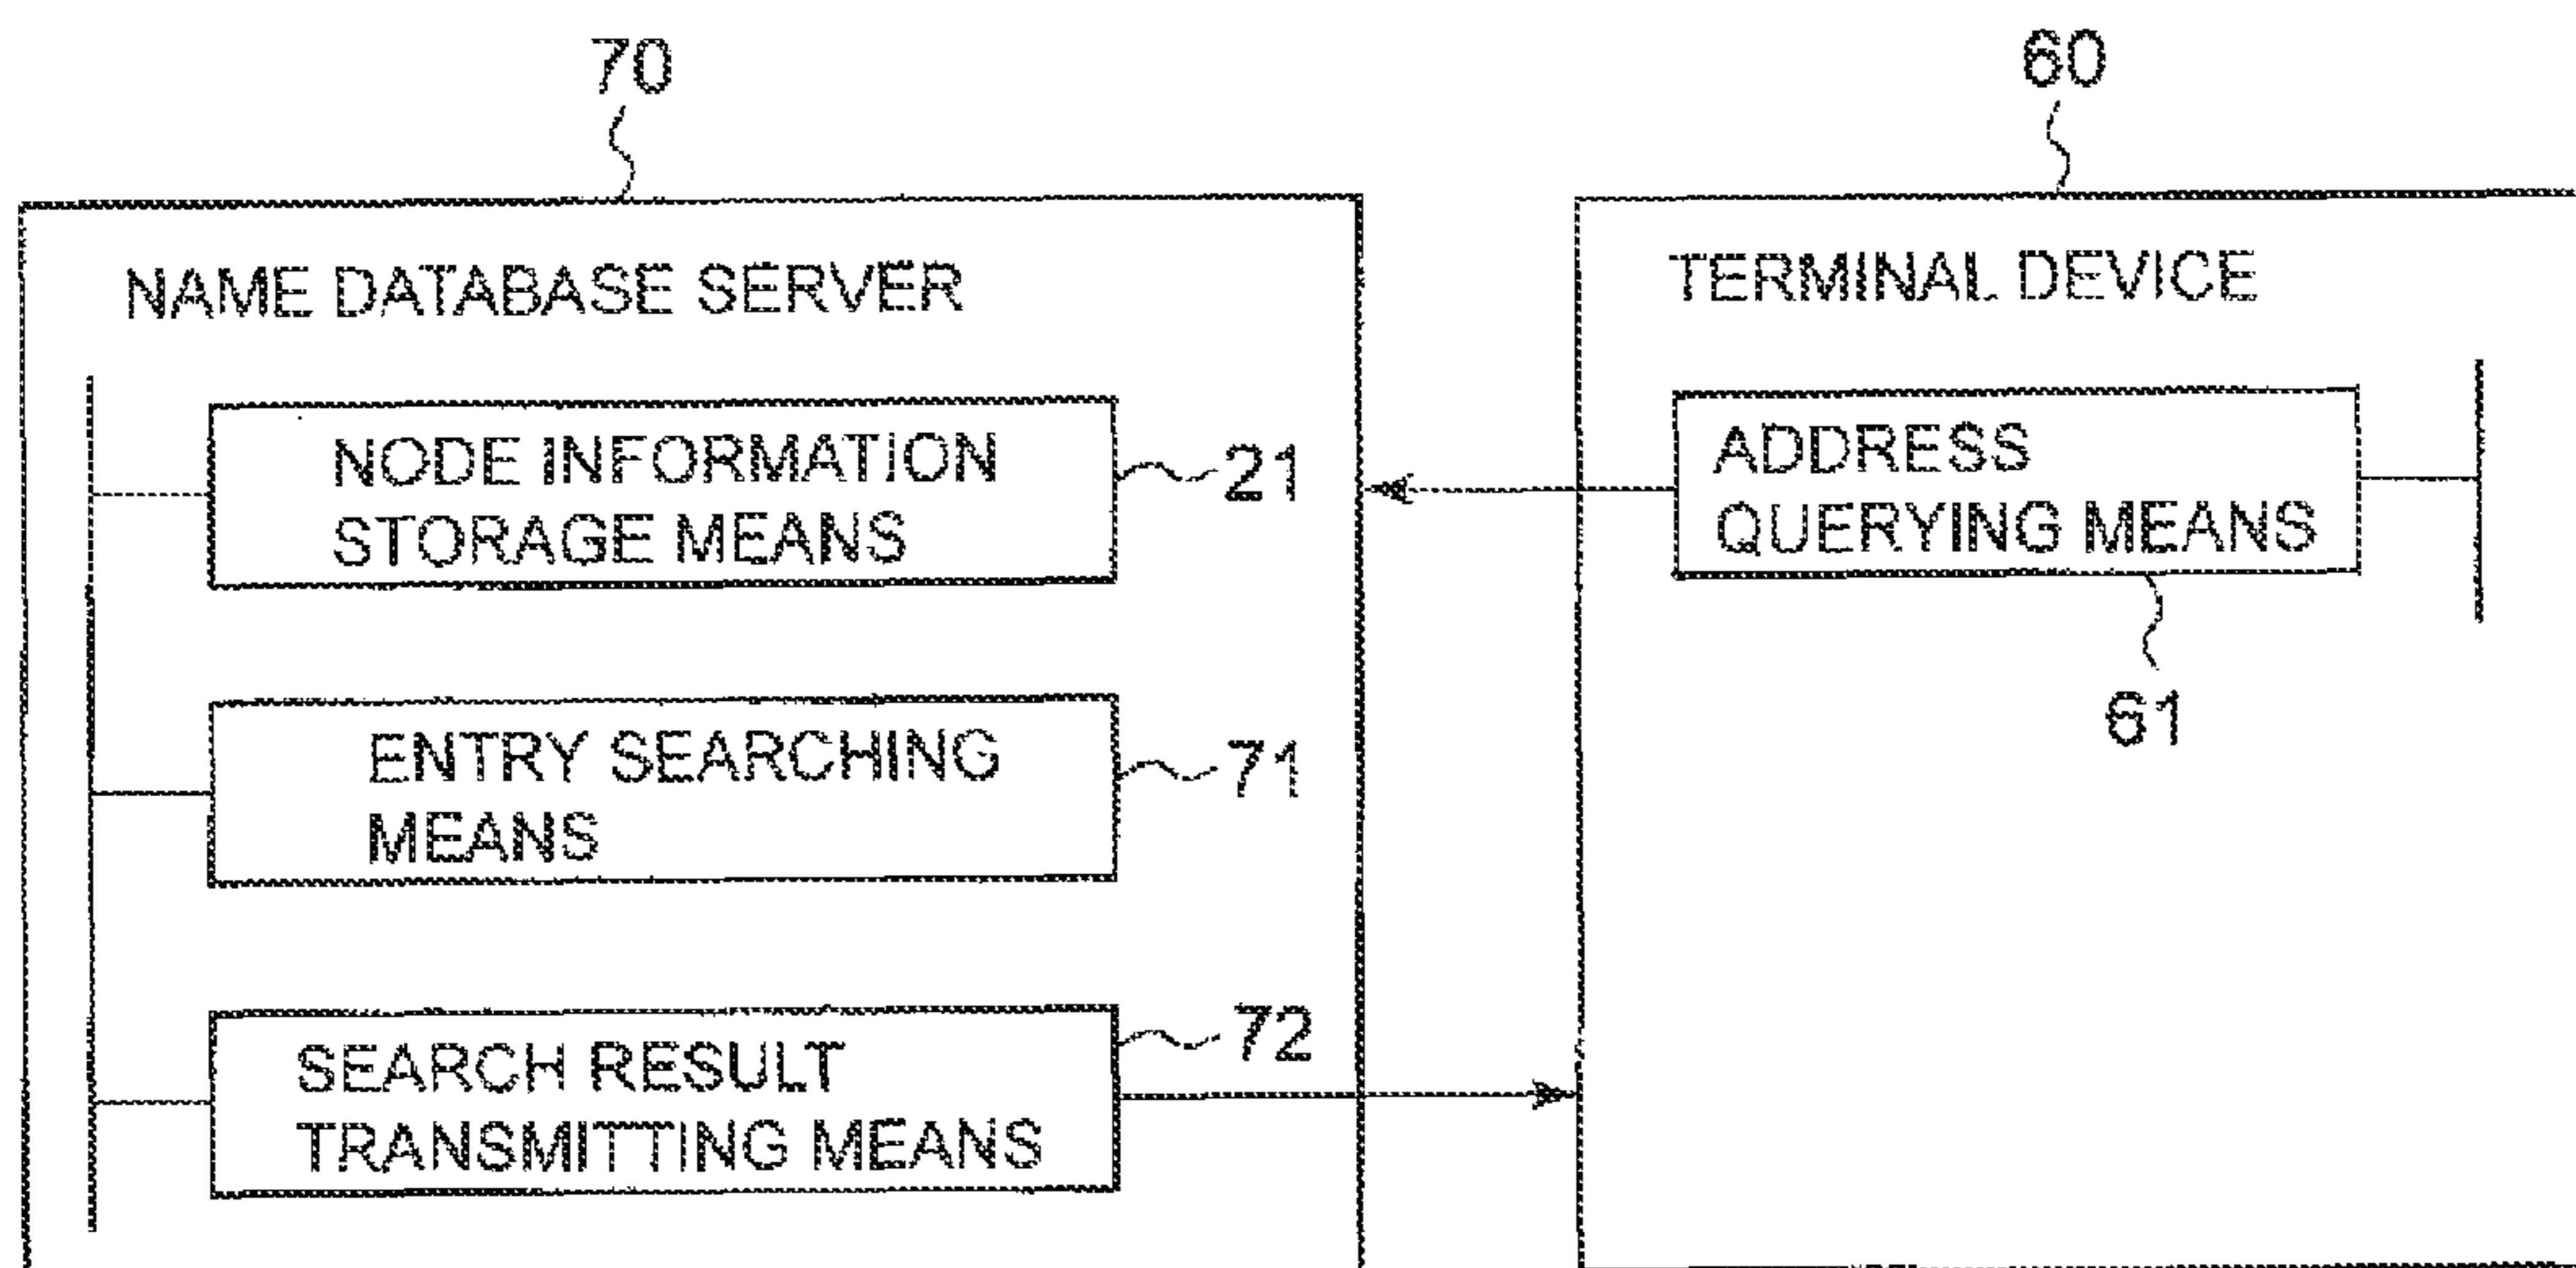 70
60
NAME DATABASE SERVER
TERMINAL DEVICE
NODE INFORMATION
STORAGE MEANS
21
ADDRESS
QUERYING MEANS
61
ENTRY SEARCHING
MEANS
71
SEARCH RESULT
TRANSMITTING MEANS
72